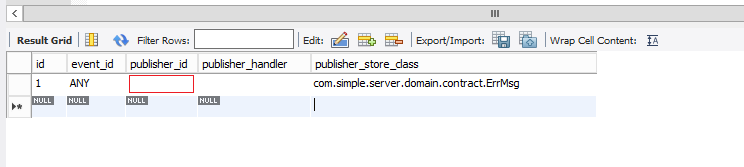 Result Grid Filter Rows: Edit: Export/Import: Wrap Cell Content:
id event_id publisher_id publisher_handler publisher_store_class
1 ANY com.simple.server.domain.contract.ErrMsg
NULL NULL NULL NULL